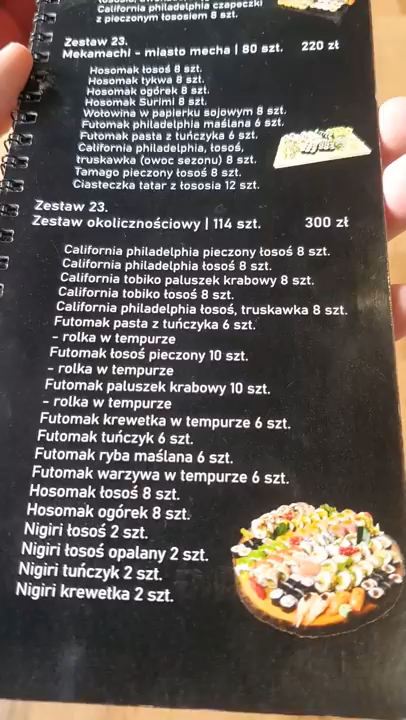 California philadelphia czapeczki
z pieczonym łososiem 8 szt.
Zestaw 23.
Mekamachi - miasto mecha | 80 szt. 220 zł
Hosomak łosoś 8 szt.
Hosomak tykwa 8 szt.
Hosomak ogórek 8 szt.
Hosomak Surimi 8 szt.
Wołowina w papierku sojowym 8 szt.
Futomak philadelphia maślana 6 szt.
Futomak pasta z tuńczyka 6 szt.
California philadelphia, łosoś,
truskawka (owoc sezonu) 8 szt.
Tamago pieczony łosoś 8 szt.
Ciasteczka tatar z łososia 12 szt.
Zestaw 23.
Zestaw okolicznościowy | 114 szt. 300 zł
California philadelphia pieczony łosoś 8 szt.
California philadelphia łosoś 8 szt.
California tobiko paluszek krabowy 8 szt.
California tobiko łosoś 8 szt.
California philadelphia łosoś, truskawka 8 szt.
Futomak pasta z tuńczyka 6 szt.
- rolka w tempurze
Futomak łosoś pieczony 10 szt.
- rolka w tempurze
Futomak paluszek krabowy 10 szt.
- rolka w tempurze
Futomak krewetka w tempurze 6 szt.
Futomak tuńczyk 6 szt.
Futomak ryba maślana 6 szt.
Futomak warzywa w tempurze 6 szt.
Hosomak łosoś 8 szt.
Hosomak ogórek 8 szt.
Nigiri łosoś 2 szt.
Nigiri łosoś opalany 2 szt.
Nigiri tuńczyk 2 szt.
Nigiri krewetka 2 szt.